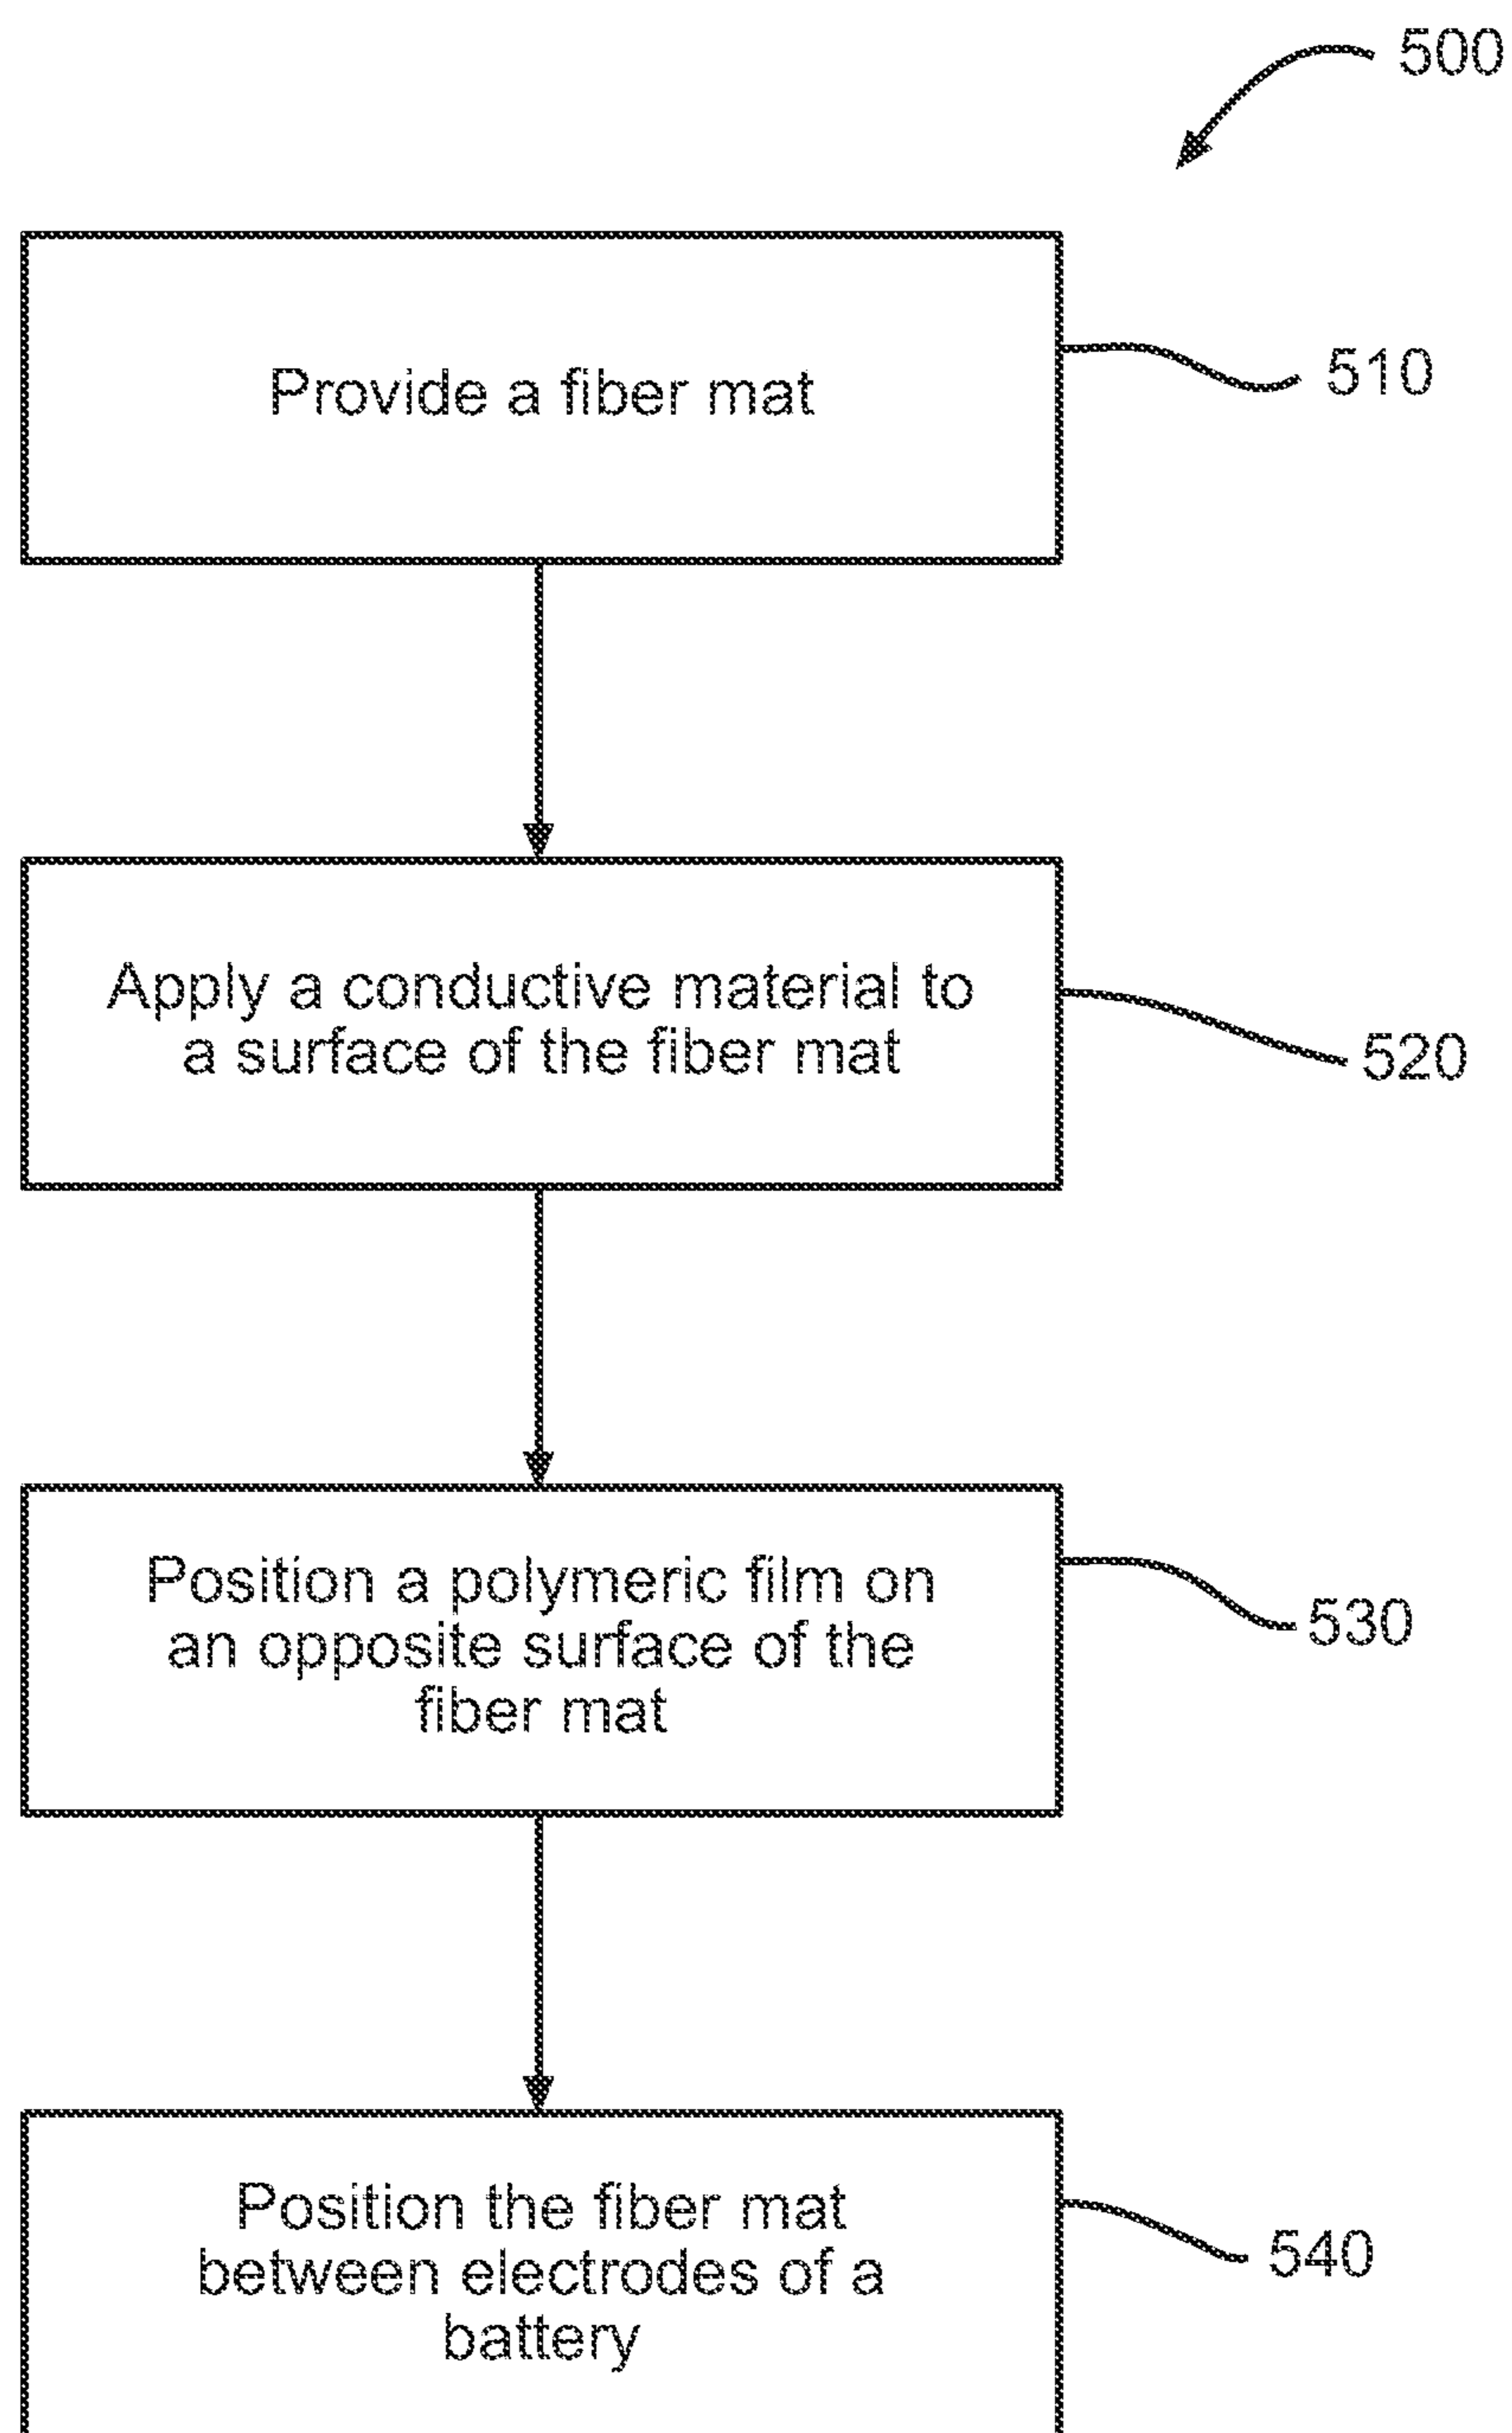 500
Provide a fiber mat
510
Apply a conductive material to
a surface of the fiber mat
520
Position a polymeric film on
an opposite surface of the
fiber mat
530
Position the fiber mat
between electrodes of a
battery
540